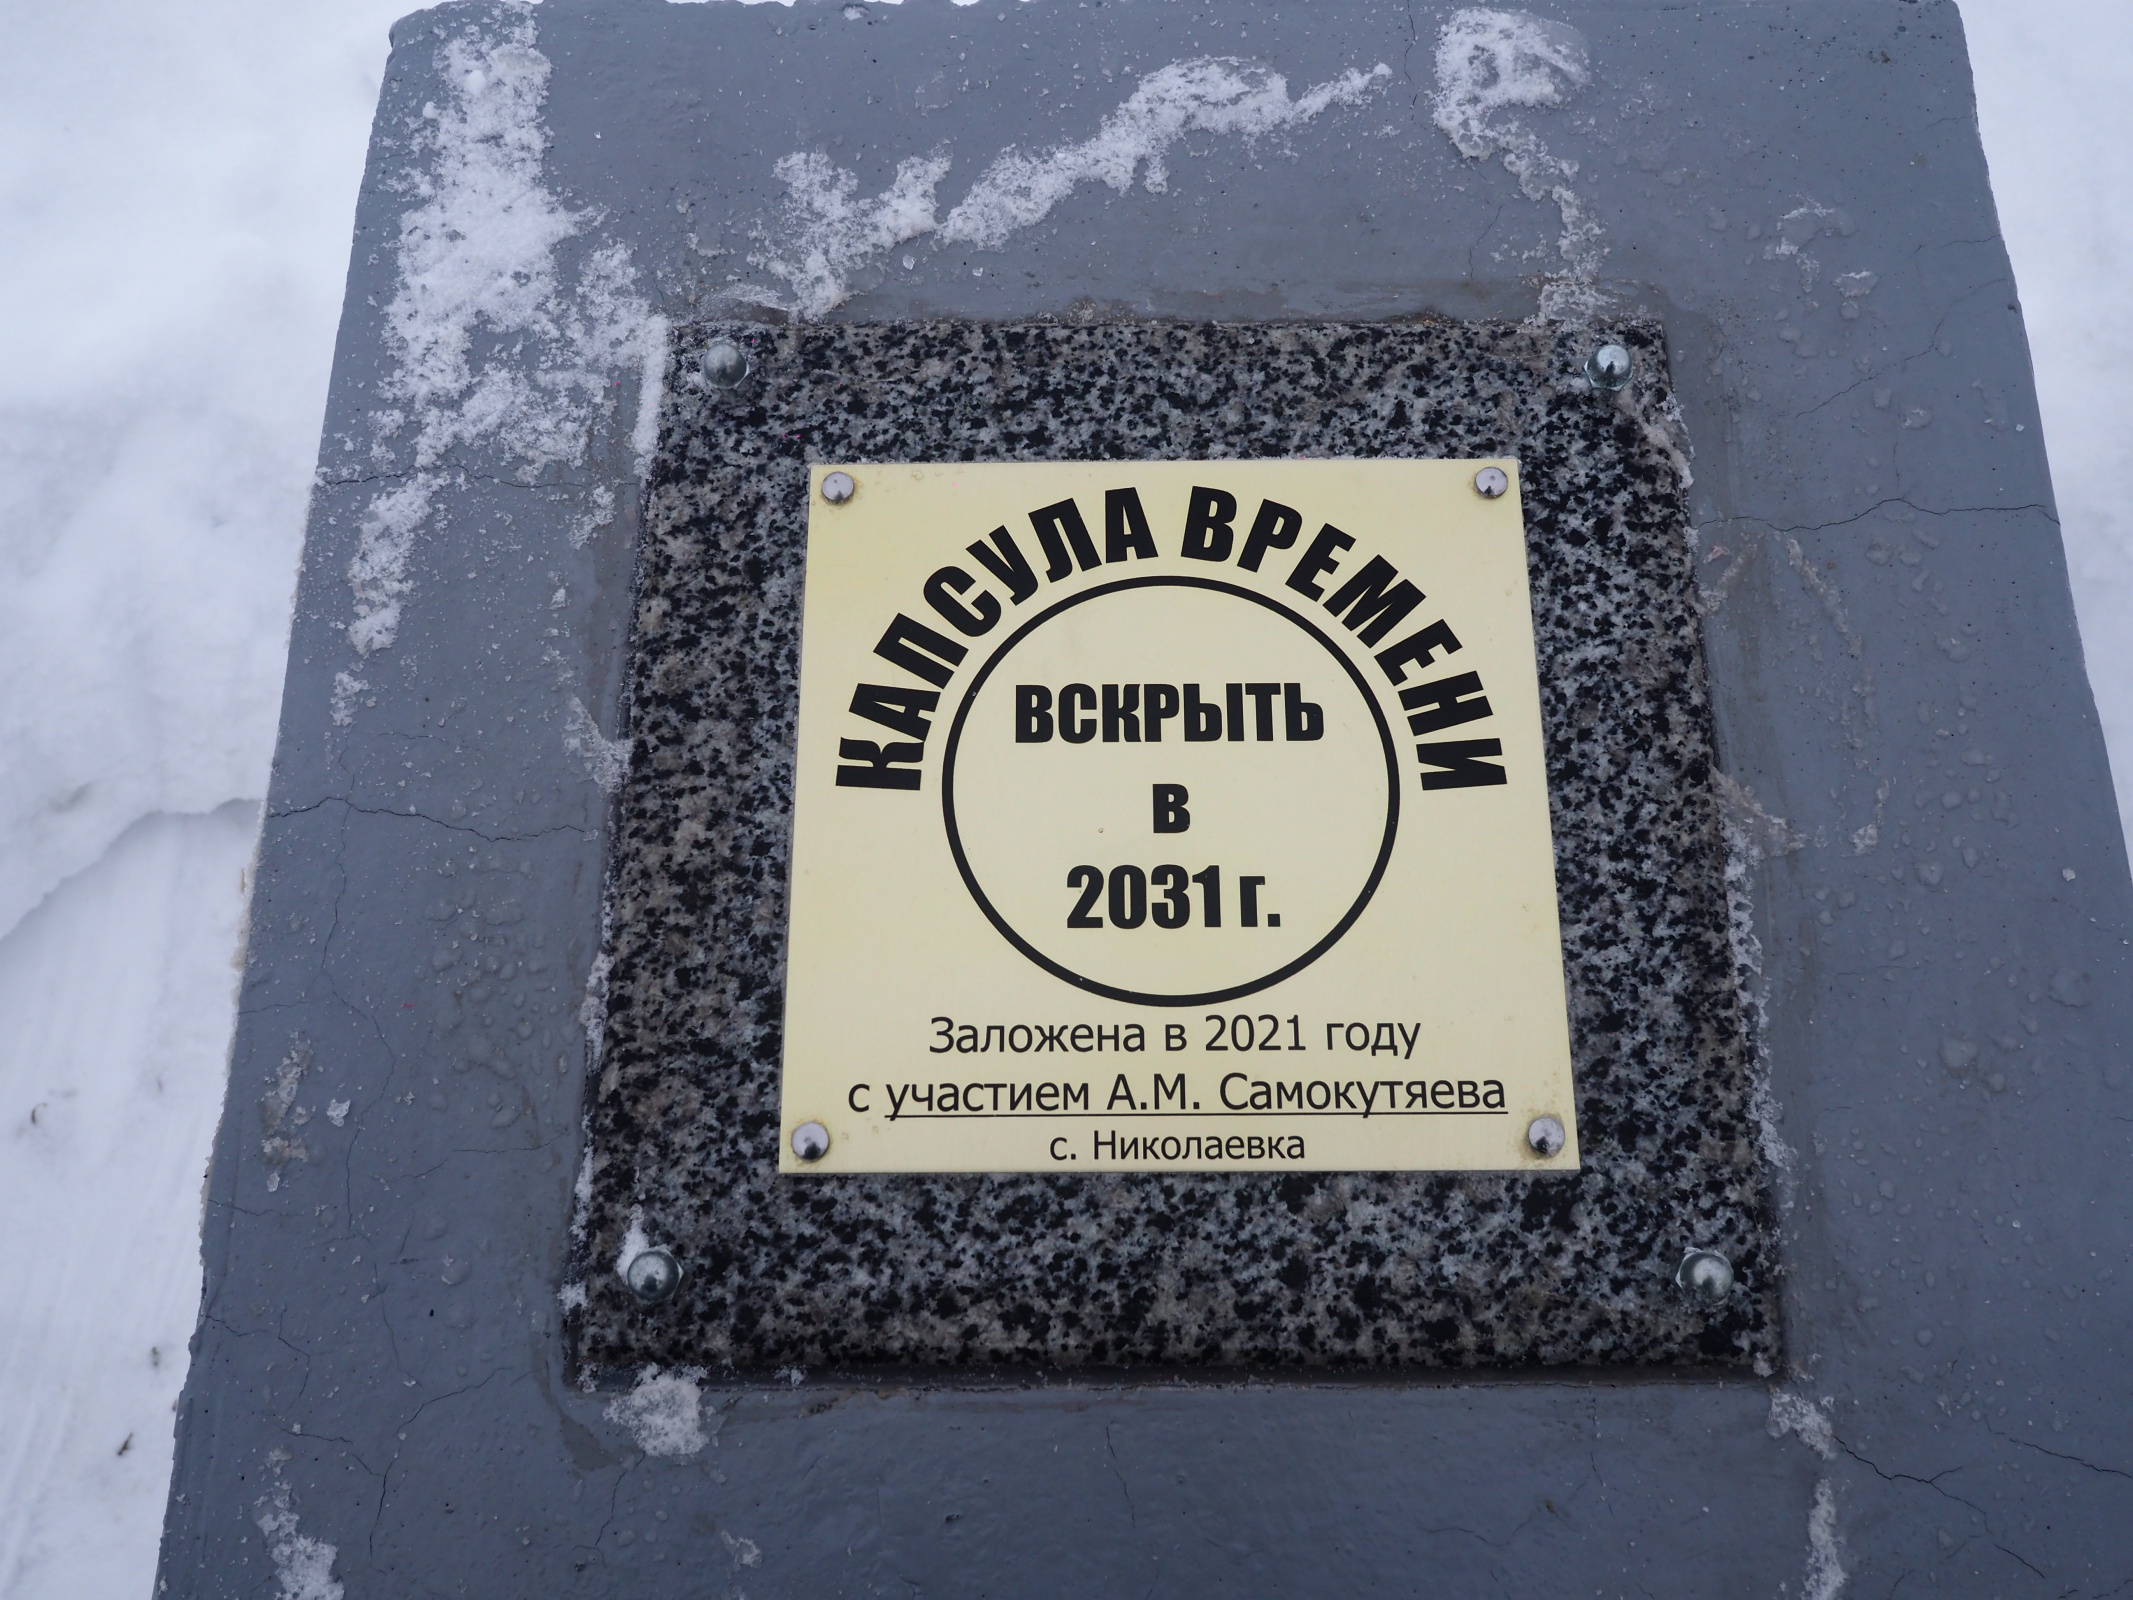 КАПСУЛА ВРЕМЕНИ
ВСКРЫТЬ
в
2031 г.
Заложена в 2021 году
с участием А.М. Самокутяева
с. Николаевка